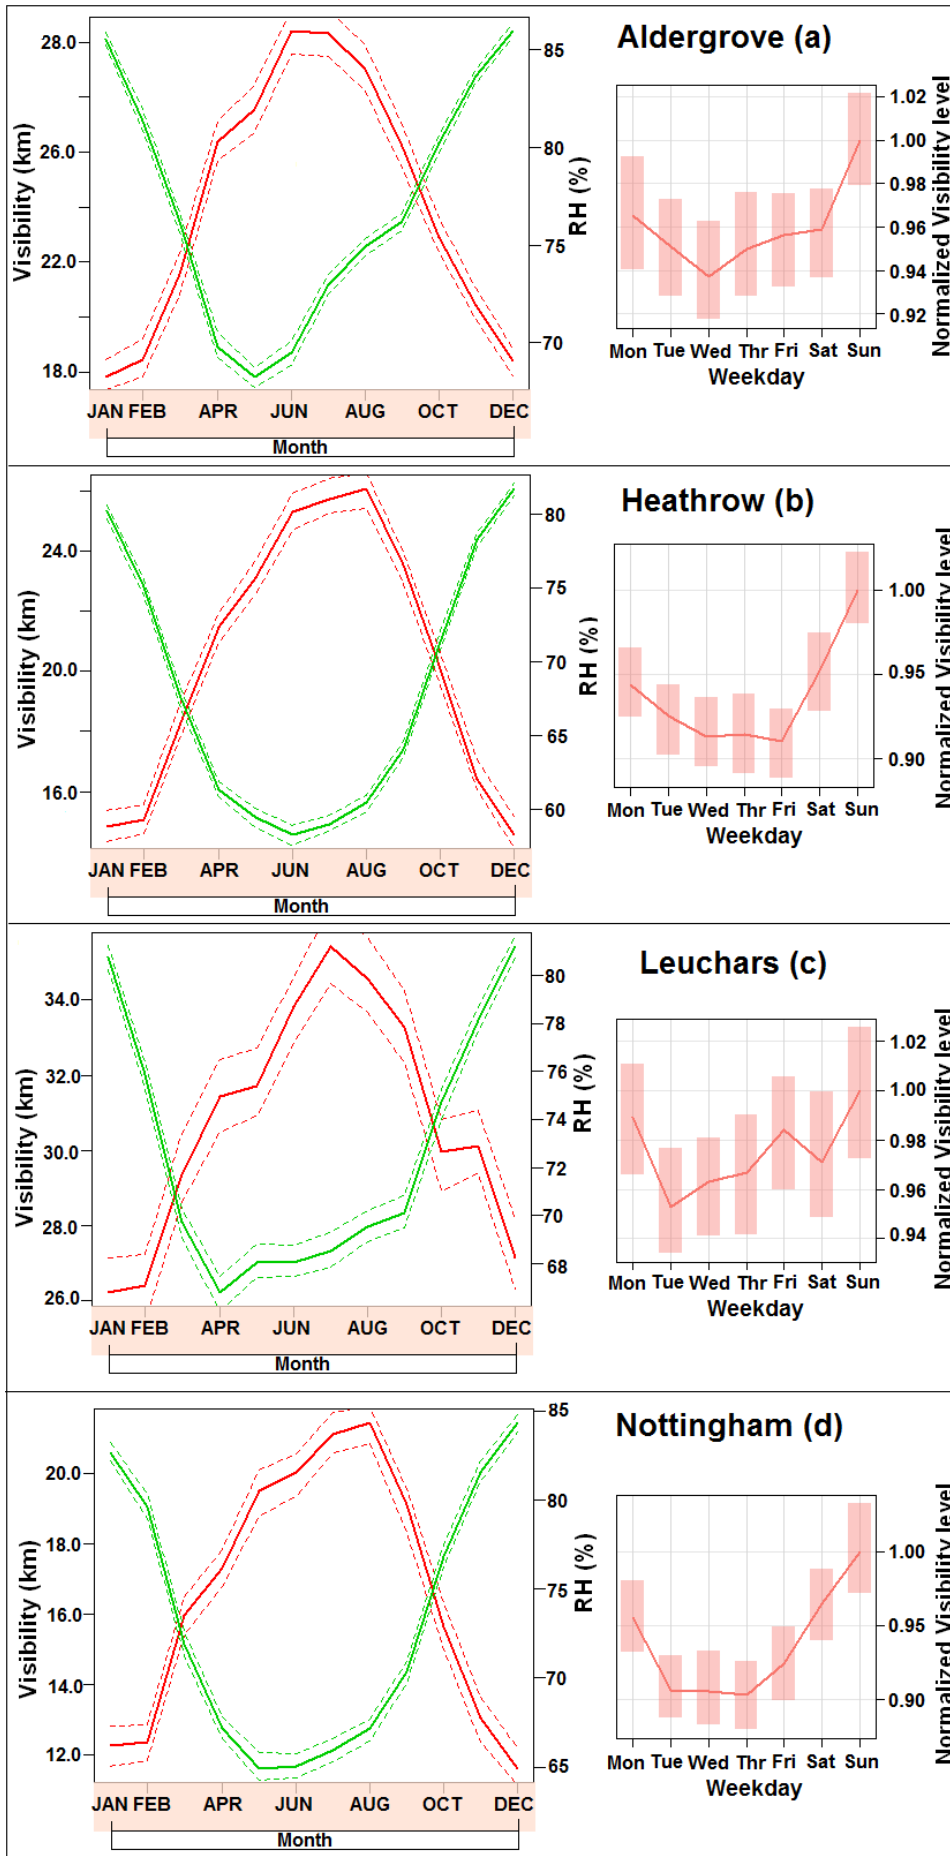 Aldergrove (a)
Visibility (km)
28.0
26.0
22.0
18.0
RH (%)
85
80
75
70
JAN FEB APR JUN AUG OCT DEC
Month
Normalized Visibility level
1.02
1.00
0.98
0.96
0.94
0.92
Mon Tue Wed Thr Fri Sat Sun
Weekday
Heathrow (b)
Visibility (km)
24.0
20.0
16.0
RH (%)
80
75
70
65
60
JAN FEB APR JUN AUG OCT DEC
Month
Normalized Visibility level
1.00
0.95
0.90
Mon Tue Wed Thr Fri Sat Sun
Weekday
Leuchars (c)
Visibility (km)
34.0
32.0
30.0
28.0
26.0
RH (%)
80
78
76
74
72
70
68
JAN FEB APR JUN AUG OCT DEC
Month
Normalized Visibility level
1.02
1.00
0.98
0.96
0.94
Mon Tue Wed Thr Fri Sat Sun
Weekday
Nottingham (d)
Visibility (km)
20.0
18.0
16.0
14.0
12.0
RH (%)
85
80
75
70
65
JAN FEB APR JUN AUG OCT DEC
Month
Normalized Visibility level
1.00
0.95
0.90
Mon Tue Wed Thr Fri Sat Sun
Weekday